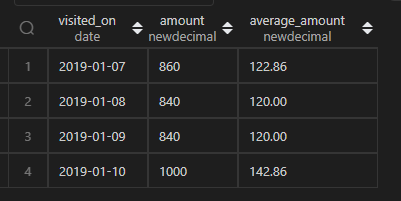 visited_on amount average_amount
date newdecimal newdecimal
1 2019-01-07 860 122.86
2 2019-01-08 840 120.00
3 2019-01-09 840 120.00
4 2019-01-10 1000 142.86